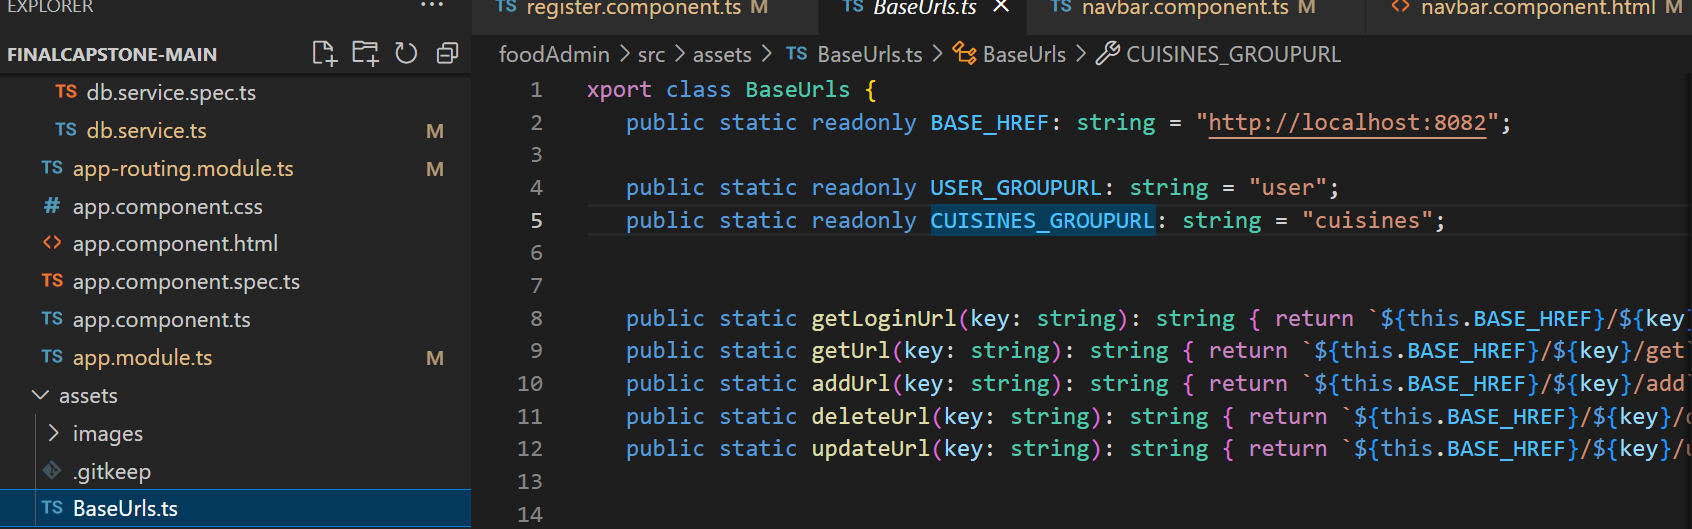 EXPLORER
···
FINALCAPSTONE-MAIN
TS db.service.spec.ts
TS db.service.ts M
TS app-routing.module.ts M
# app.component.css
<> app.component.html
TS app.component.spec.ts
TS app.component.ts
TS app.module.ts M
assets
images
.gitkeep
TS BaseUrls.ts
TS register.component.ts M
TS BaseUrls.ts ×
TS navbar.component.ts M
<> navbar.component.html M
foodAdmin > src > assets > TS BaseUrls.ts > BaseUrls > CUISINES_GROUPURL
1 xport class BaseUrls {
2 public static readonly BASE_HREF: string = "http://localhost:8082";
3
4 public static readonly USER_GROUPURL: string = "user";
5 public static readonly CUISINES_GROUPURL: string = "cuisines";
6
7
8 public static getLoginUrl(key: string): string { return `${this.BASE_HREF}/${key}
9 public static getUrl(key: string): string { return `${this.BASE_HREF}/${key}/get`
10 public static addUrl(key: string): string { return `${this.BASE_HREF}/${key}/add`
11 public static deleteUrl(key: string): string { return `${this.BASE_HREF}/${key}/
12 public static updateUrl(key: string): string { return `${this.BASE_HREF}/${key}/
13
14